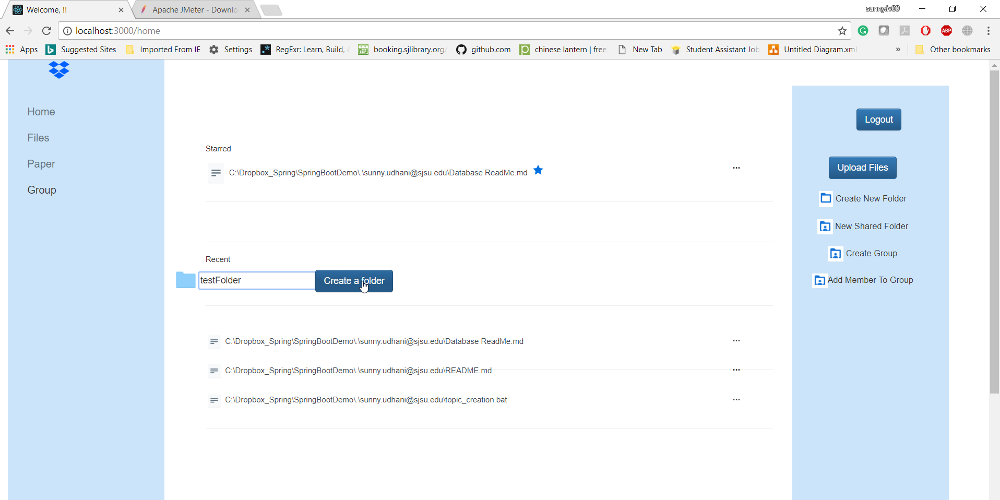 Welcome, !!
Apache JMeter - Downlo
sunny.iv09
localhost:3000/home
ABP
Apps
Suggested Sites
Imported From IE
Settings
RegExr: Learn, Build, &
booking.sjlibrary.org/
github.com
chinese lantern | free
New Tab
Student Assistant Job
Untitled Diagram.xml
»
Other bookmarks
Home
Files
Paper
Group
Starred
C:\Dropbox_Spring\SpringBootDemo\.\sunny.udhani@sjsu.edu\Database ReadMe.md
...
Recent
testFolder
Create a folder
C:\Dropbox_Spring\SpringBootDemo\.\sunny.udhani@sjsu.edu\Database ReadMe.md
...
C:\Dropbox_Spring\SpringBootDemo\.\sunny.udhani@sjsu.edu\README.md
...
C:\Dropbox_Spring\SpringBootDemo\.\sunny.udhani@sjsu.edu\topic_creation.bat
...
Logout
Upload Files
Create New Folder
New Shared Folder
Create Group
Add Member To Group